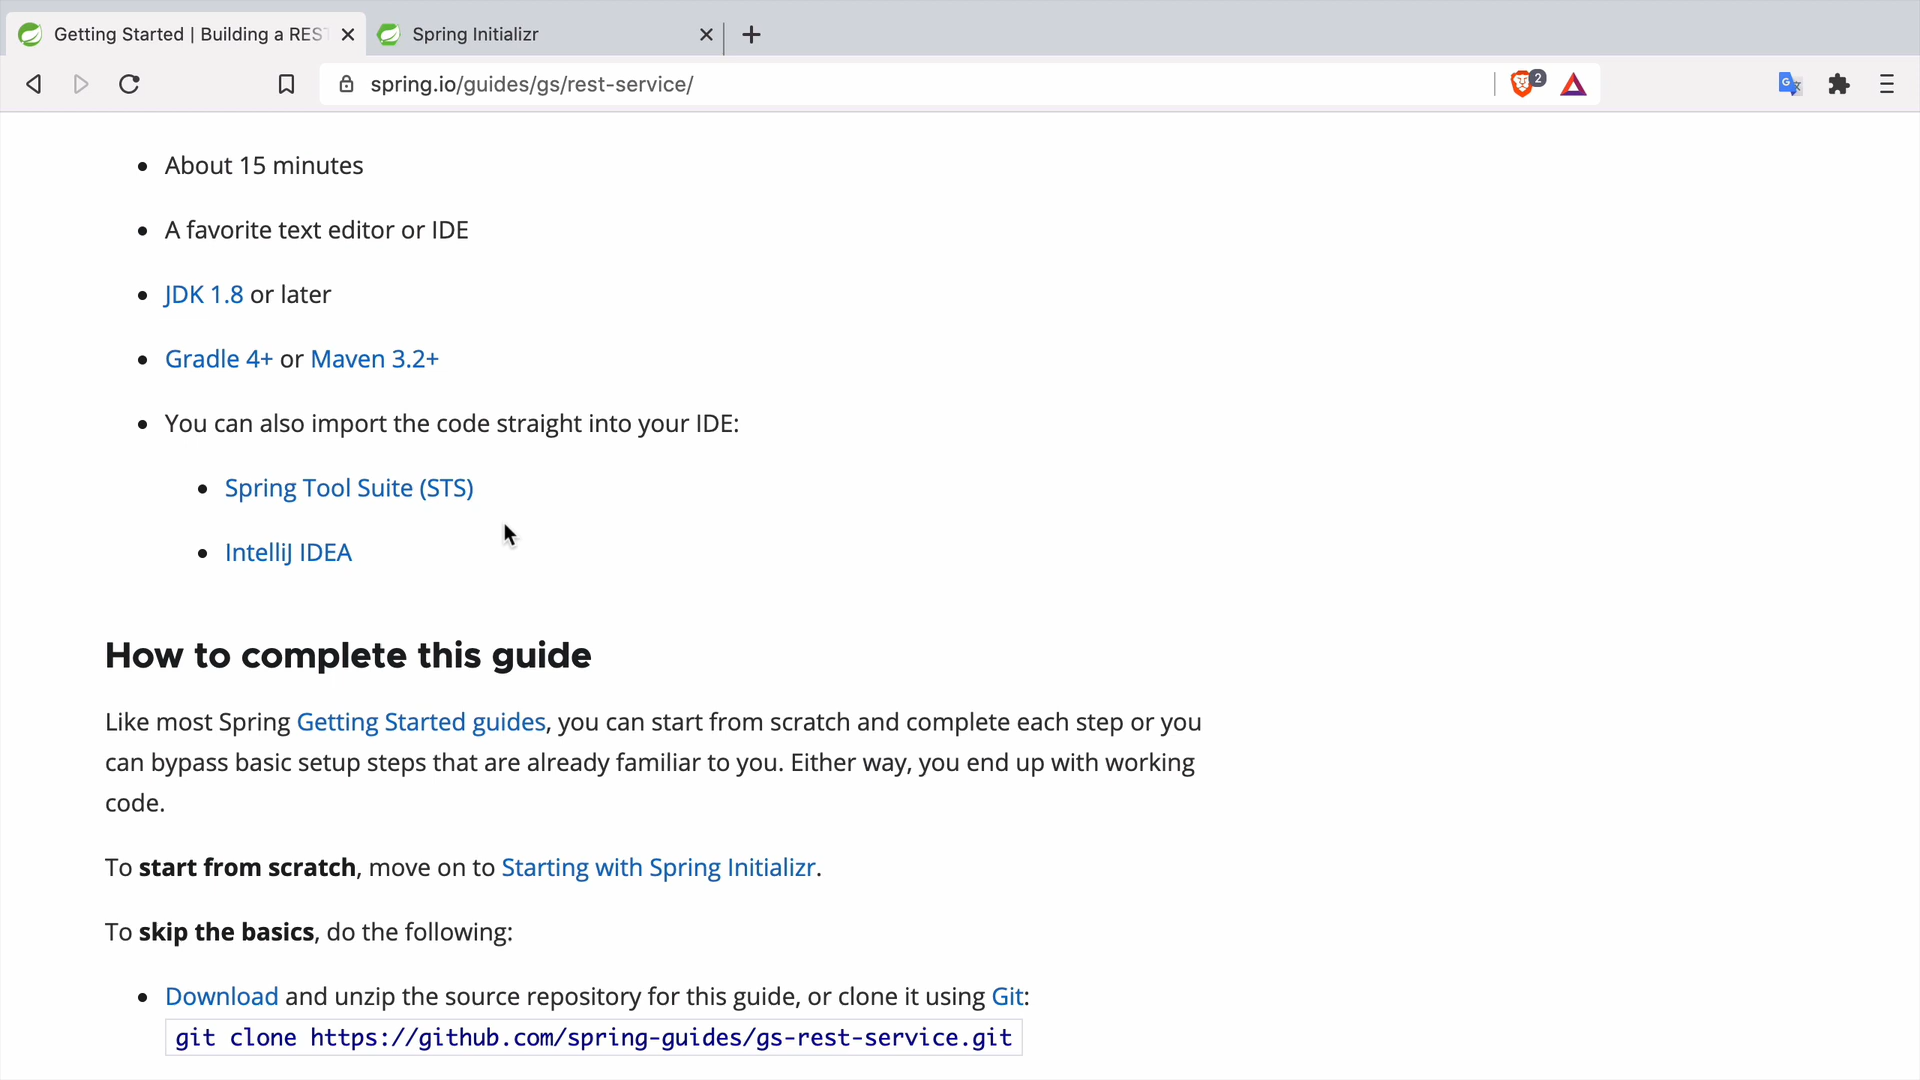 Getting Started | Building a REST
Spring Initializr
spring.io/guides/gs/rest-service/
2
About 15 minutes
A favorite text editor or IDE
JDK 1.8 or later
Gradle 4+ or Maven 3.2+
You can also import the code straight into your IDE:
Spring Tool Suite (STS)
IntelliJ IDEA
How to complete this guide
Like most Spring Getting Started guides, you can start from scratch and complete each step or you
can bypass basic setup steps that are already familiar to you. Either way, you end up with working
code.
To start from scratch, move on to Starting with Spring Initializr.
To skip the basics, do the following:
Download and unzip the source repository for this guide, or clone it using Git:
git clone https://github.com/spring-guides/gs-rest-service.git